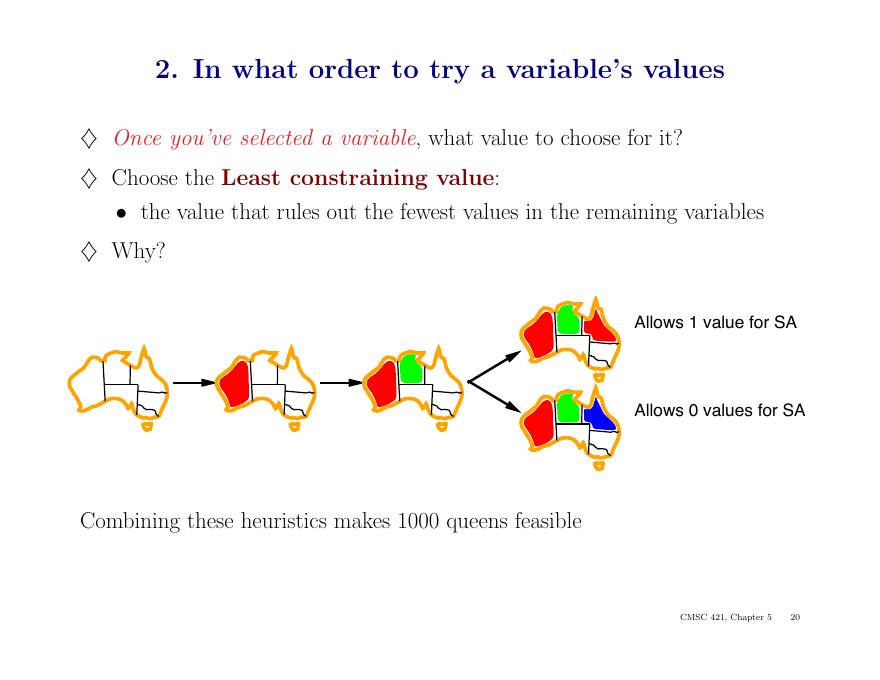 2. In what order to try a variable's values
♢ Once you've selected a variable, what value to choose for it?
♢ Choose the Least constraining value:
• the value that rules out the fewest values in the remaining variables
♢ Why?
Allows 1 value for SA
Allows 0 values for SA
Combining these heuristics makes 1000 queens feasible
CMSC 421, Chapter 5 20